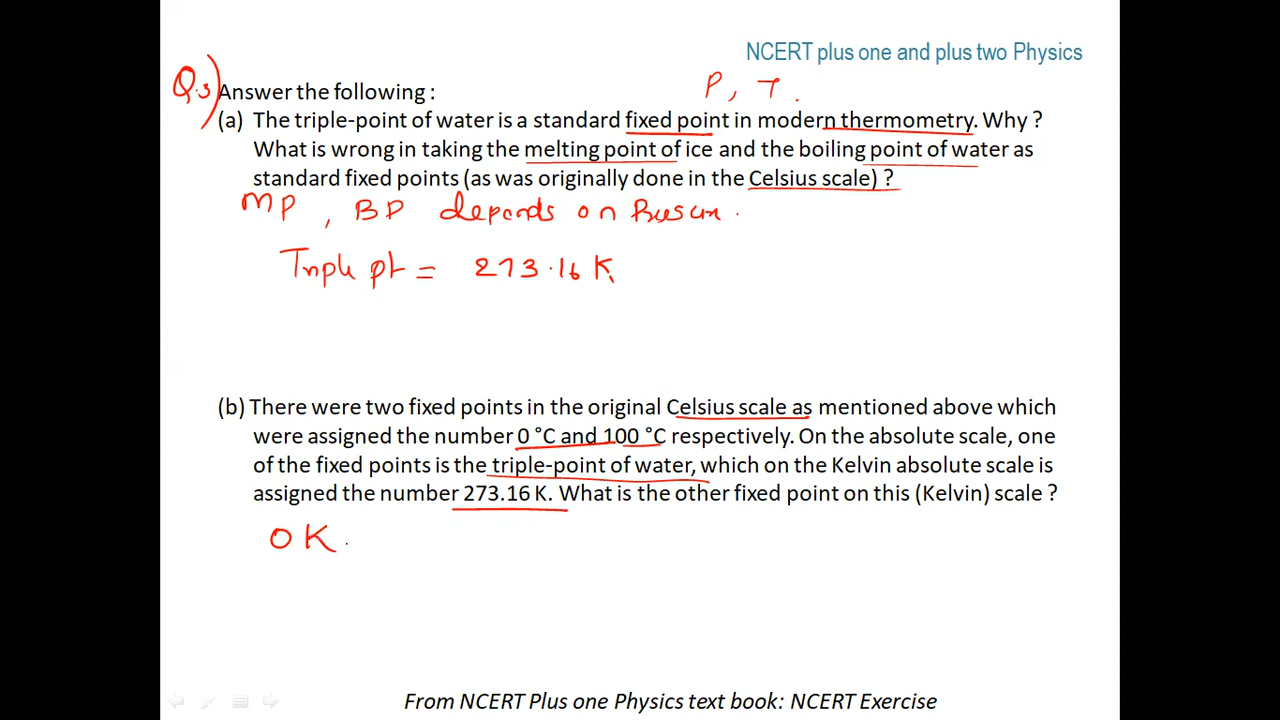 NCERT plus one and plus two Physics
Q.3) Answer the following :
P, T.
(a) The triple-point of water is a standard fixed point in modern thermometry. Why ?
What is wrong in taking the melting point of ice and the boiling point of water as
standard fixed points (as was originally done in the Celsius scale) ?
MP, BP depends on
Triple pt = 273.16 K
(b) There were two fixed points in the original Celsius scale as mentioned above which
were assigned the number 0 °C and 100 °C respectively. On the absolute scale, one
of the fixed points is the triple-point of water, which on the Kelvin absolute scale is
assigned the number 273.16 K. What is the other fixed point on this (Kelvin) scale ?
0 K.
From NCERT Plus one Physics text book: NCERT Exercise